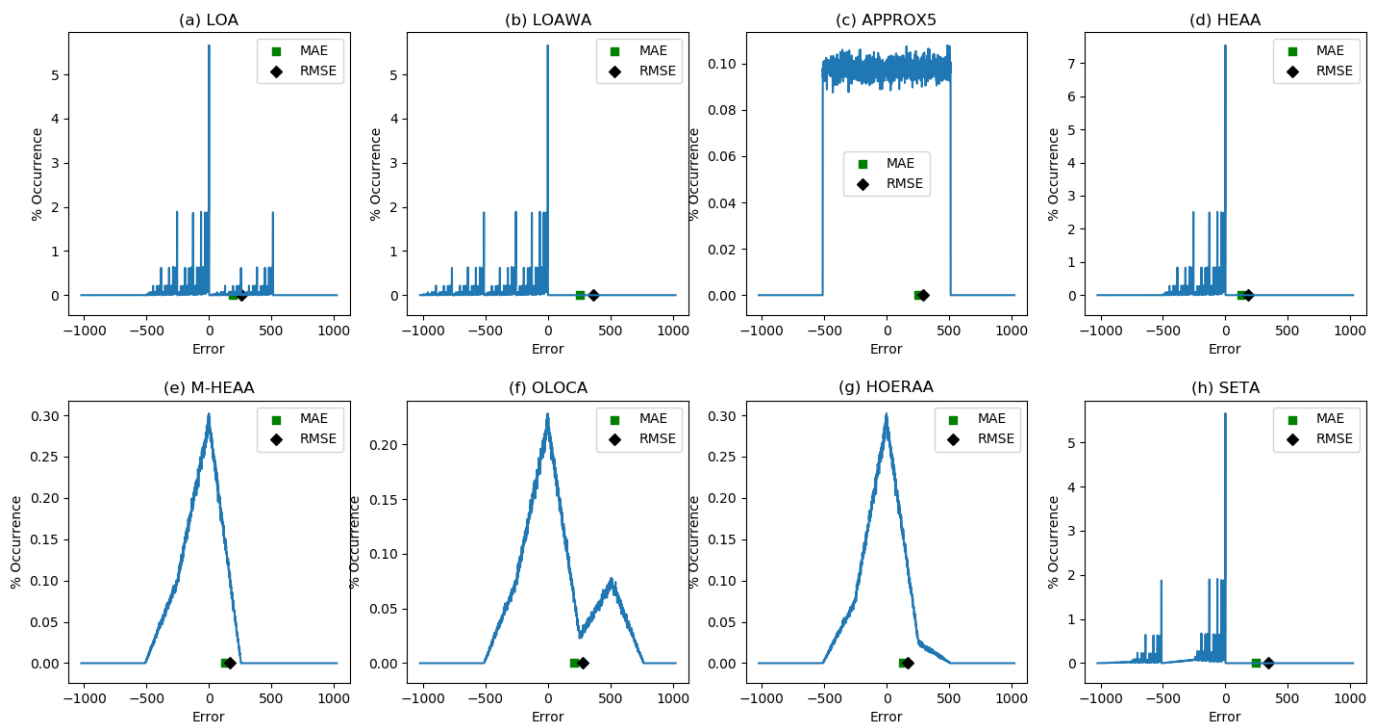 (a) LOA
% Occurrence
5
4
3
2
1
0
MAE
RMSE
−1000 −500 0 500 1000
Error
(b) LOAWA
% Occurrence
5
4
3
2
1
0
MAE
RMSE
−1000 −500 0 500 1000
Error
(c) APPROX5
% Occurrence
0.10
0.08
0.06
0.04
0.02
0.00
MAE
RMSE
−1000 −500 0 500 1000
Error
(d) HEAA
% Occurrence
7
6
5
4
3
2
1
0
MAE
RMSE
−1000 −500 0 500 1000
Error
(e) M-HEAA
% Occurrence
0.30
0.25
0.20
0.15
0.10
0.05
0.00
MAE
RMSE
−1000 −500 0 500 1000
Error
(f) OLOCA
% Occurrence
0.20
0.15
0.10
0.05
0.00
MAE
RMSE
−1000 −500 0 500 1000
Error
(g) HOERAA
% Occurrence
0.30
0.25
0.20
0.15
0.10
0.05
0.00
MAE
RMSE
−1000 −500 0 500 1000
Error
(h) SETA
% Occurrence
5
4
3
2
1
0
MAE
RMSE
−1000 −500 0 500 1000
Error